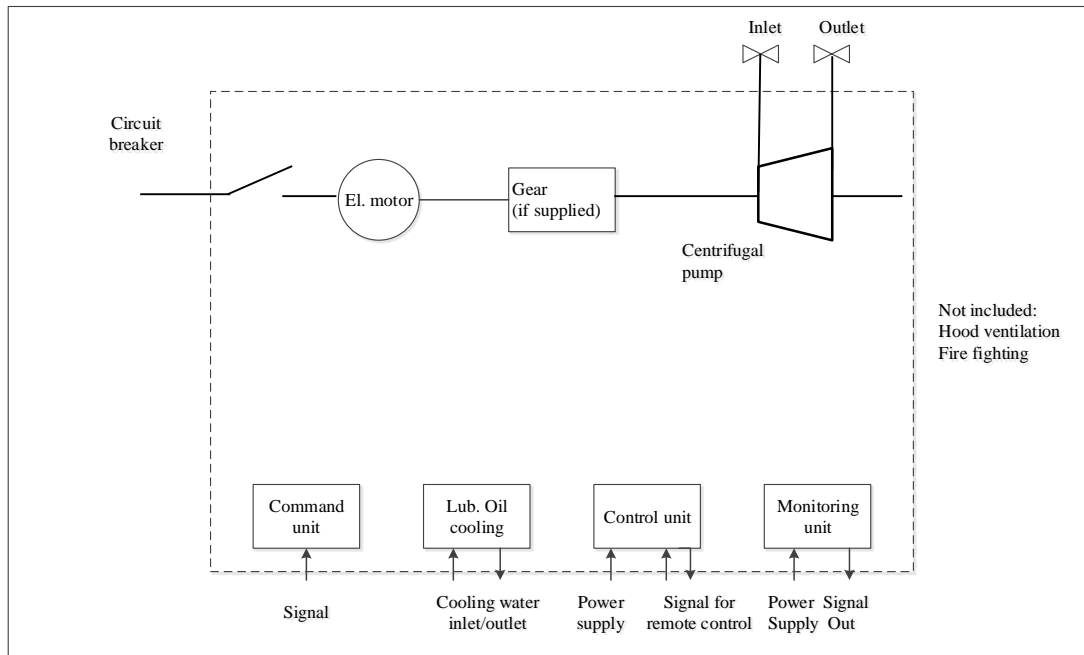 Inlet
Outlet
Circuit
breaker
El. motor
Gear
(if supplied)
Centrifugal
pump
Not included:
Hood ventilation
Fire fighting
Command
unit
Lub. Oil
cooling
Control unit
Monitoring
unit
Signal
Cooling water
inlet/outlet
Power
supply
Signal for
remote control
Power
Supply
Signal
Out